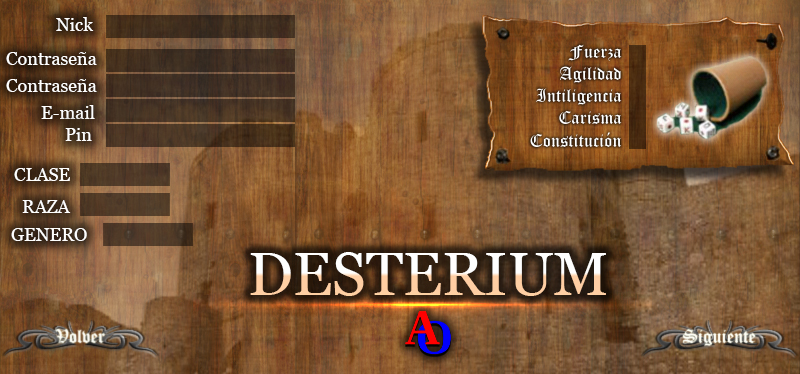 Nick
Contraseña
Contraseña
E-mail
Pin
CLASE
RAZA
GENERO
Fuerza
Agilidad
Intiligencia
Carisma
Constitución
DESTERIUM
AO
Volver
Siguiente